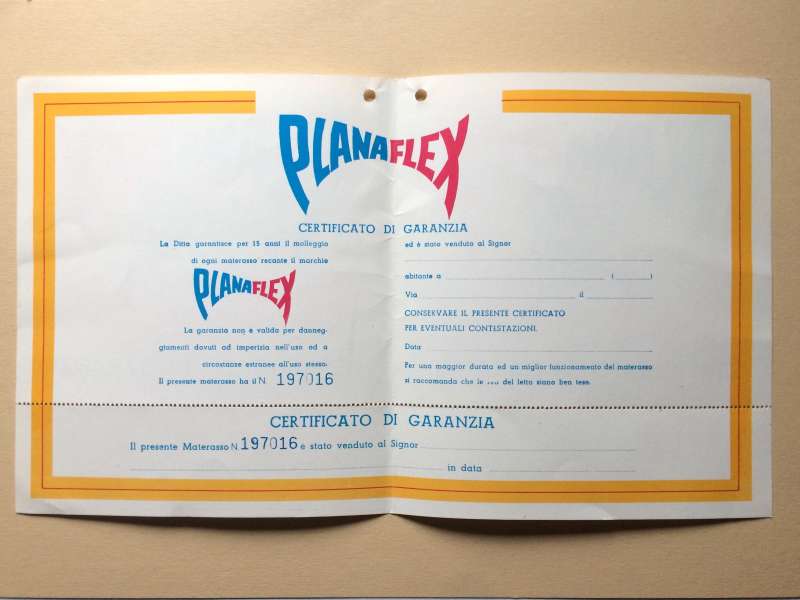 PLANAFLEX
CERTIFICATO DI GARANZIA
La Ditta garantisce per 15 anni il molleggio
di ogni materasso recante il marchio
PLANAFLEX
La garanzia non è valida per danneg-
giamenti dovuti ad imperizia nell'uso ed a
circostanze estranee all'uso stesso.
Il presente materasso ha il N. 197016
ed è stato venduto al Signor
abitante a ( )
Via il
CONSERVARE IL PRESENTE CERTIFICATO
PER EVENTUALI CONTESTAZIONI.
Data
Per una maggior durata ed un miglior funzionamento del materasso
si raccomanda che le del letto siano ben tese.
CERTIFICATO DI GARANZIA
Il presente Materasso N. 197016 e stato venduto al Signor
in data